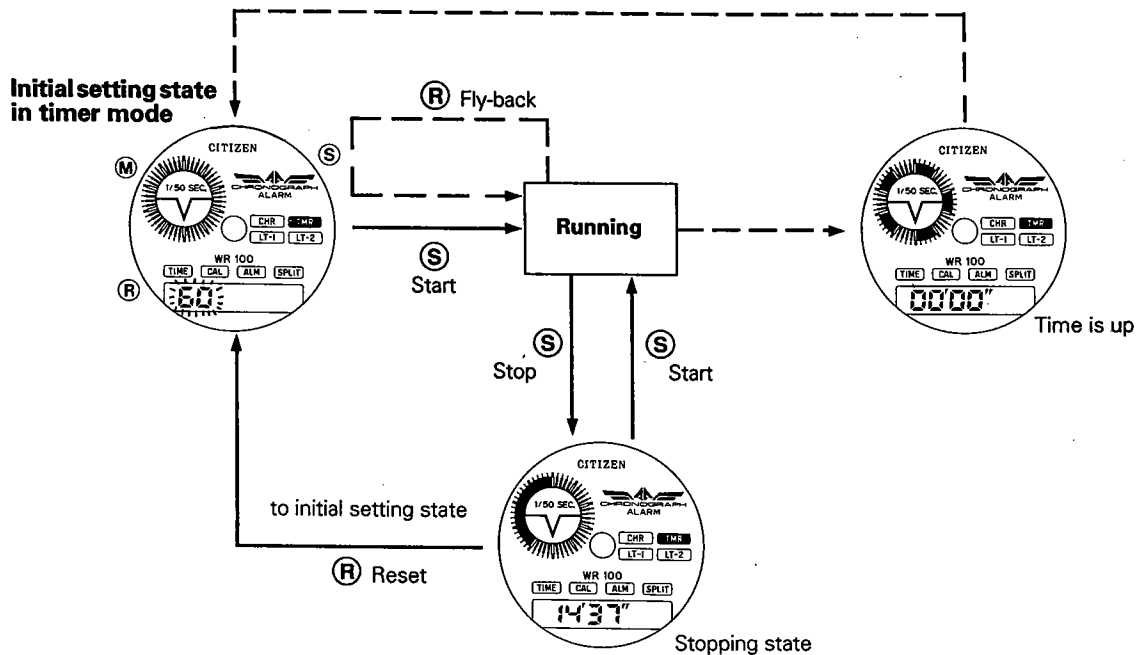 Initial setting state
in timer mode
Ⓡ Fly-back
Ⓜ
Ⓢ
CITIZEN
1/50 SEC.
CHRONOGRAPH
ALARM
CHR TMR
LT-1 LT-2
WR 100
TIME CAL ALM SPLIT
Ⓡ
60
Ⓢ
Start
Running
CITIZEN
1/50 SEC.
CHRONOGRAPH
ALARM
CHR TMR
LT-1 LT-2
WR 100
TIME CAL ALM SPLIT
00'00"
Time is up
Ⓢ
Stop
Ⓢ
Start
to initial setting state
Ⓡ Reset
CITIZEN
1/50 SEC.
CHRONOGRAPH
ALARM
CHR TMR
LT-1 LT-2
WR 100
TIME CAL ALM SPLIT
14'37"
Stopping state